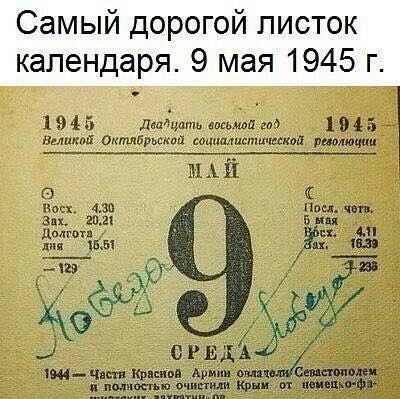 Самый дорогой листок
календаря. 9 мая 1945 г.
1945 Двадцать восьмой год 1945
Великой Октябрьской социалистической революции
МАЙ
Восх. 4.30
Зах. 20.21
Долгота
дня 15.51
—129
9
Посл. четв.
5 мая
Восх. 4.11
Зах. 16.39
236
Победа
Победа
СРЕДА
1944— Части Красной Армии овладели Севастополем
и полностью очистили Крым от немецко-фа-